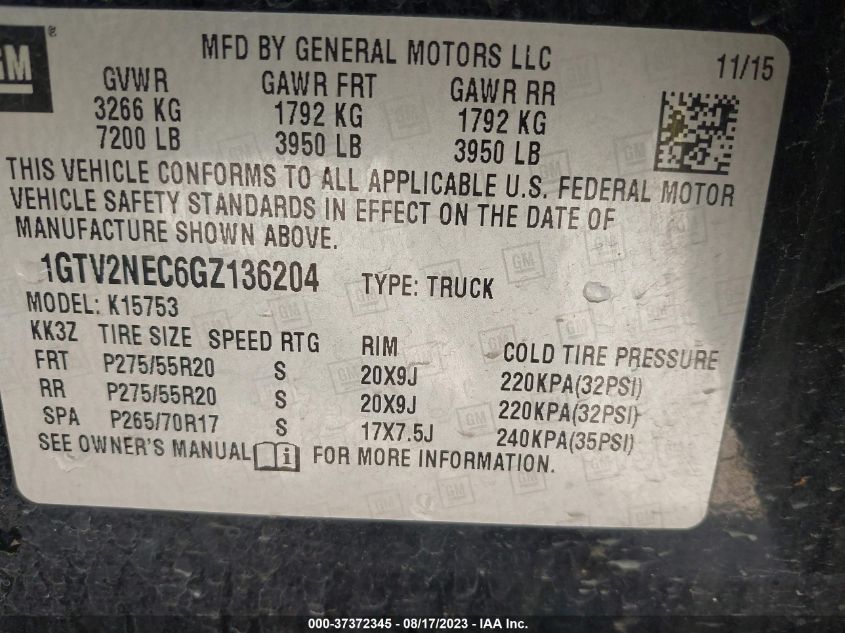 GM
MFD BY GENERAL MOTORS LLC
11/15
GVWR GAWR FRT GAWR RR
3266 KG 1792 KG 1792 KG
7200 LB 3950 LB 3950 LB
THIS VEHICLE CONFORMS TO ALL APPLICABLE U.S. FEDERAL MOTOR
VEHICLE SAFETY STANDARDS IN EFFECT ON THE DATE OF
MANUFACTURE SHOWN ABOVE.
1GTV2NEC6GZ136204 TYPE: TRUCK
MODEL: K15753
KK3Z TIRE SIZE SPEED RTG RIM COLD TIRE PRESSURE
FRT P275/55R20 S 20X9J 220KPA(32PSI)
RR P275/55R20 S 20X9J 220KPA(32PSI)
SPA P265/70R17 S 17X7.5J 240KPA(35PSI)
SEE OWNER'S MANUAL i FOR MORE INFORMATION.
000-37372345 - 08/17/2023 - IAA Inc.